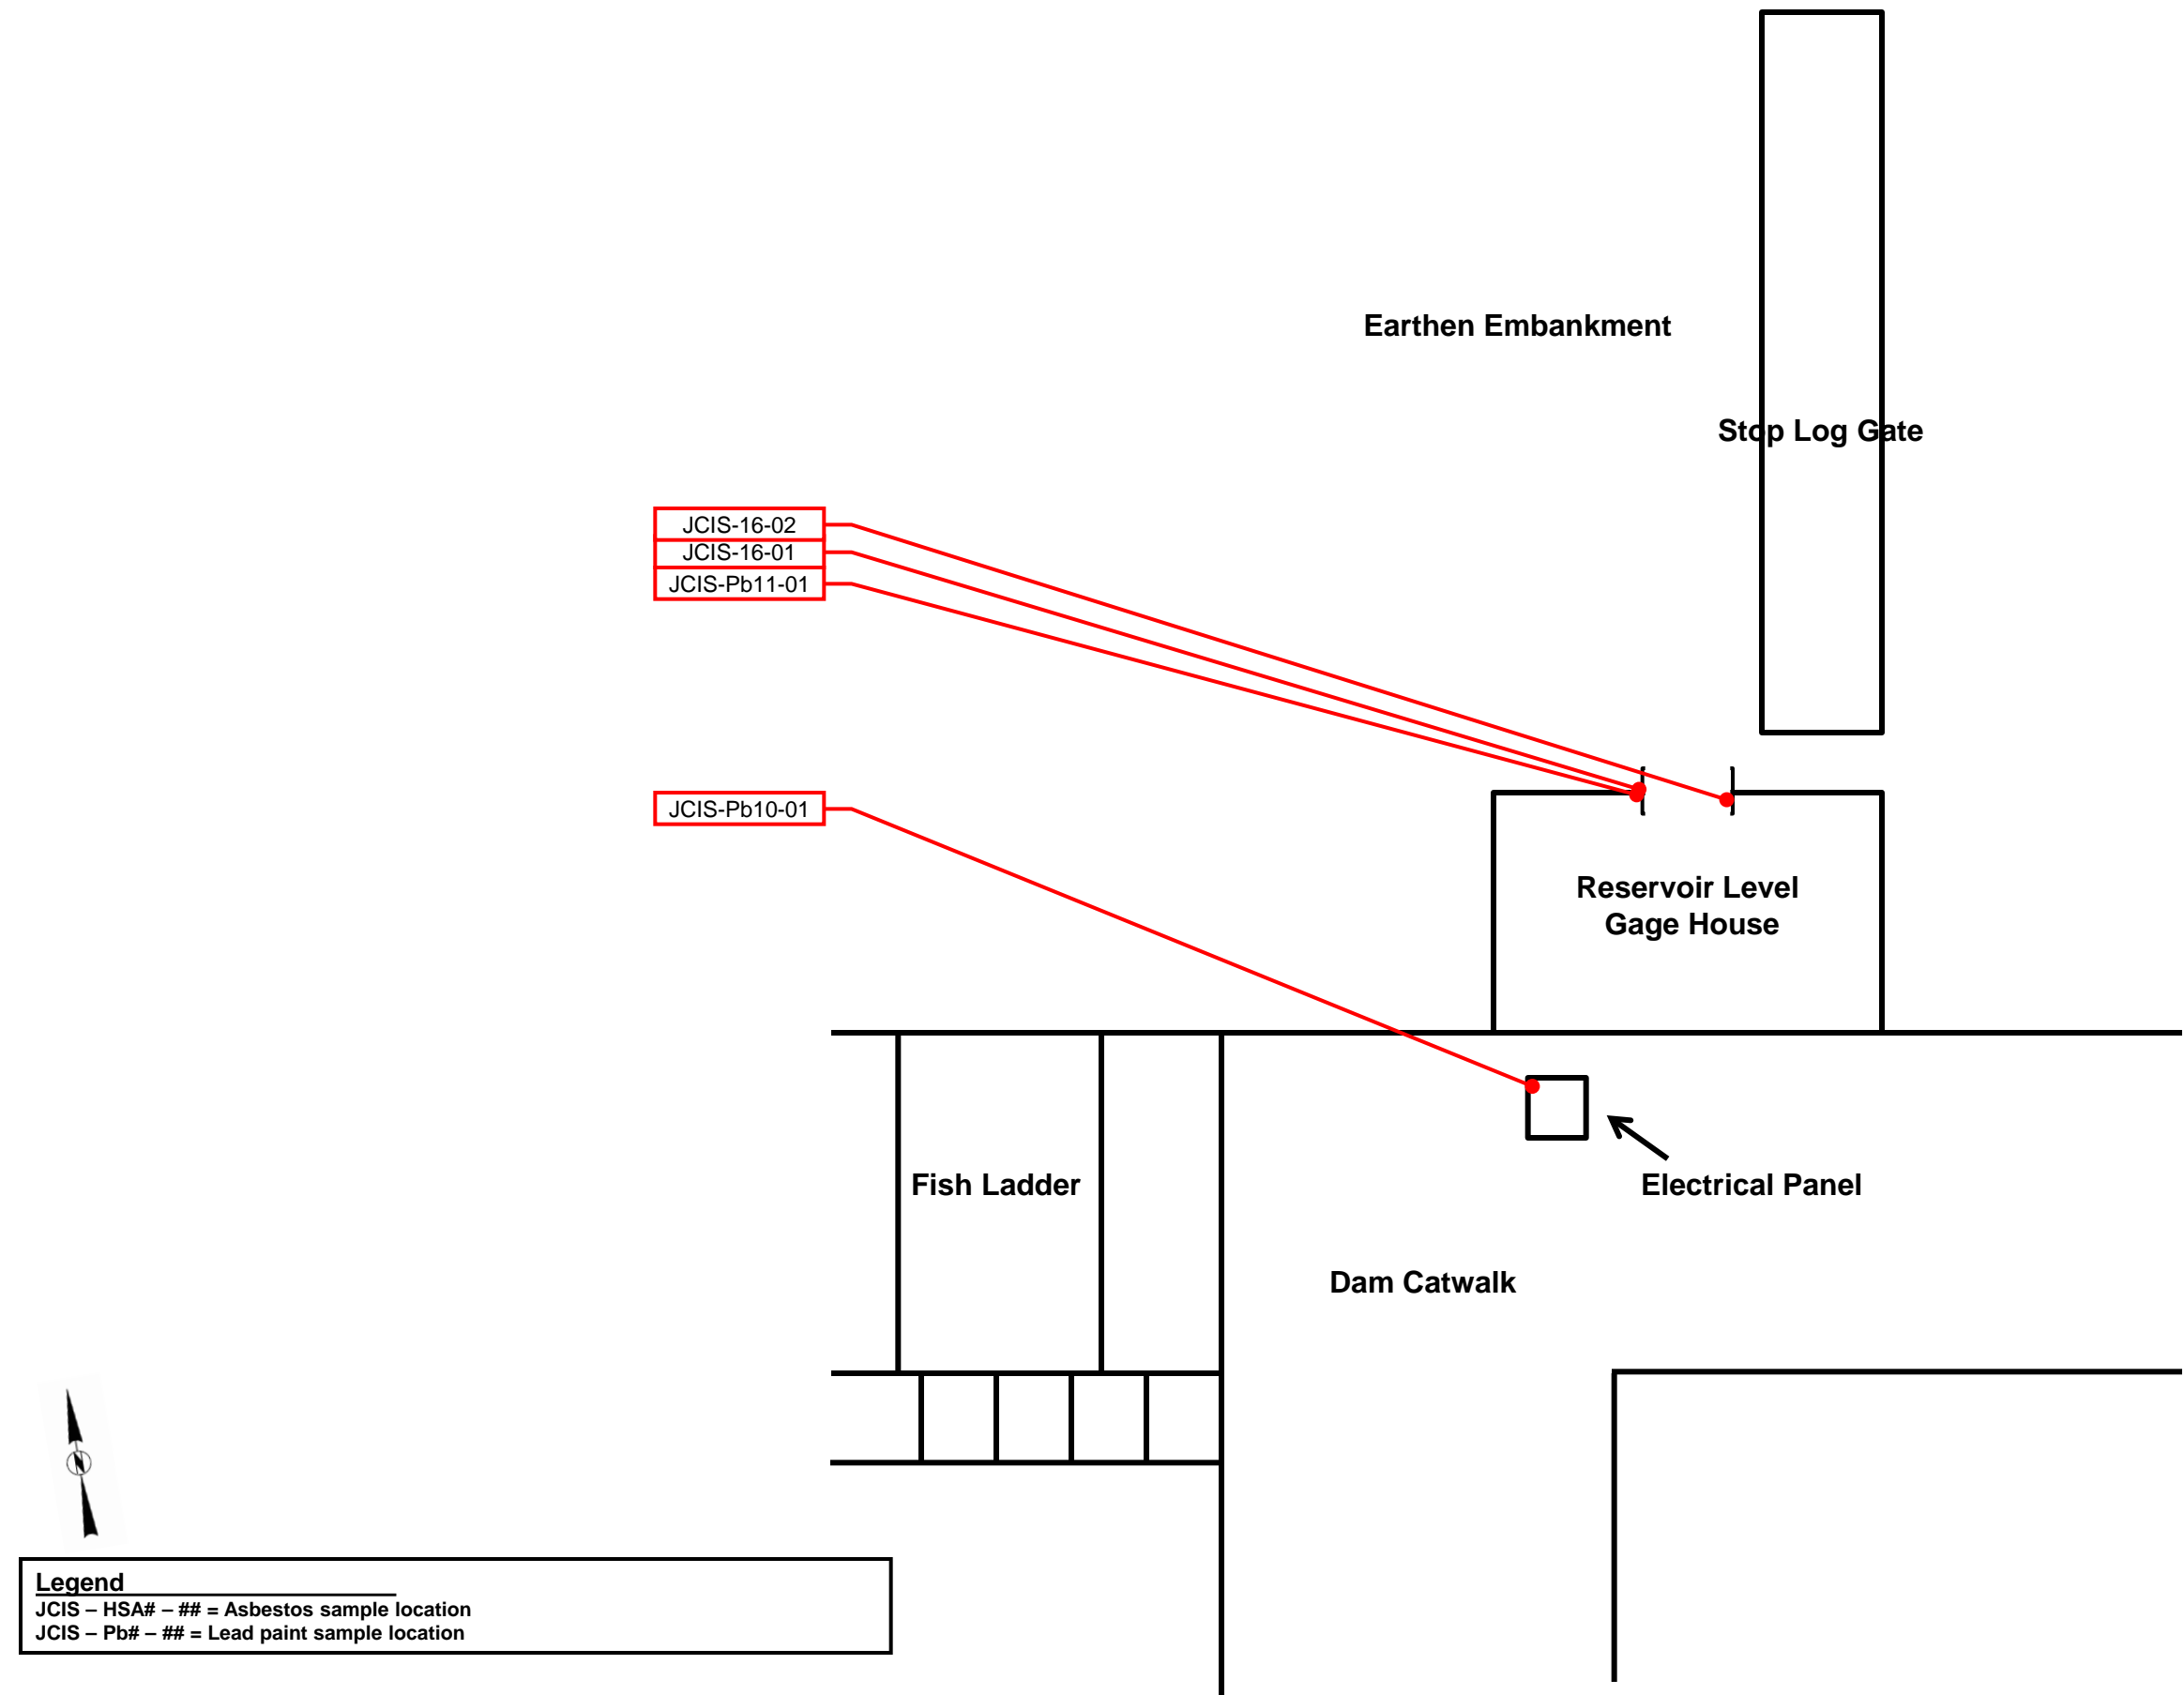 Earthen Embankment
Stop Log Gate
JCIS-16-02
JCIS-16-01
JCIS-Pb11-01
JCIS-Pb10-01
Reservoir Level
Gage House
Fish Ladder
Electrical Panel
Dam Catwalk
N
Legend
JCIS – HSA# – ## = Asbestos sample location
JCIS – Pb# – ## = Lead paint sample location